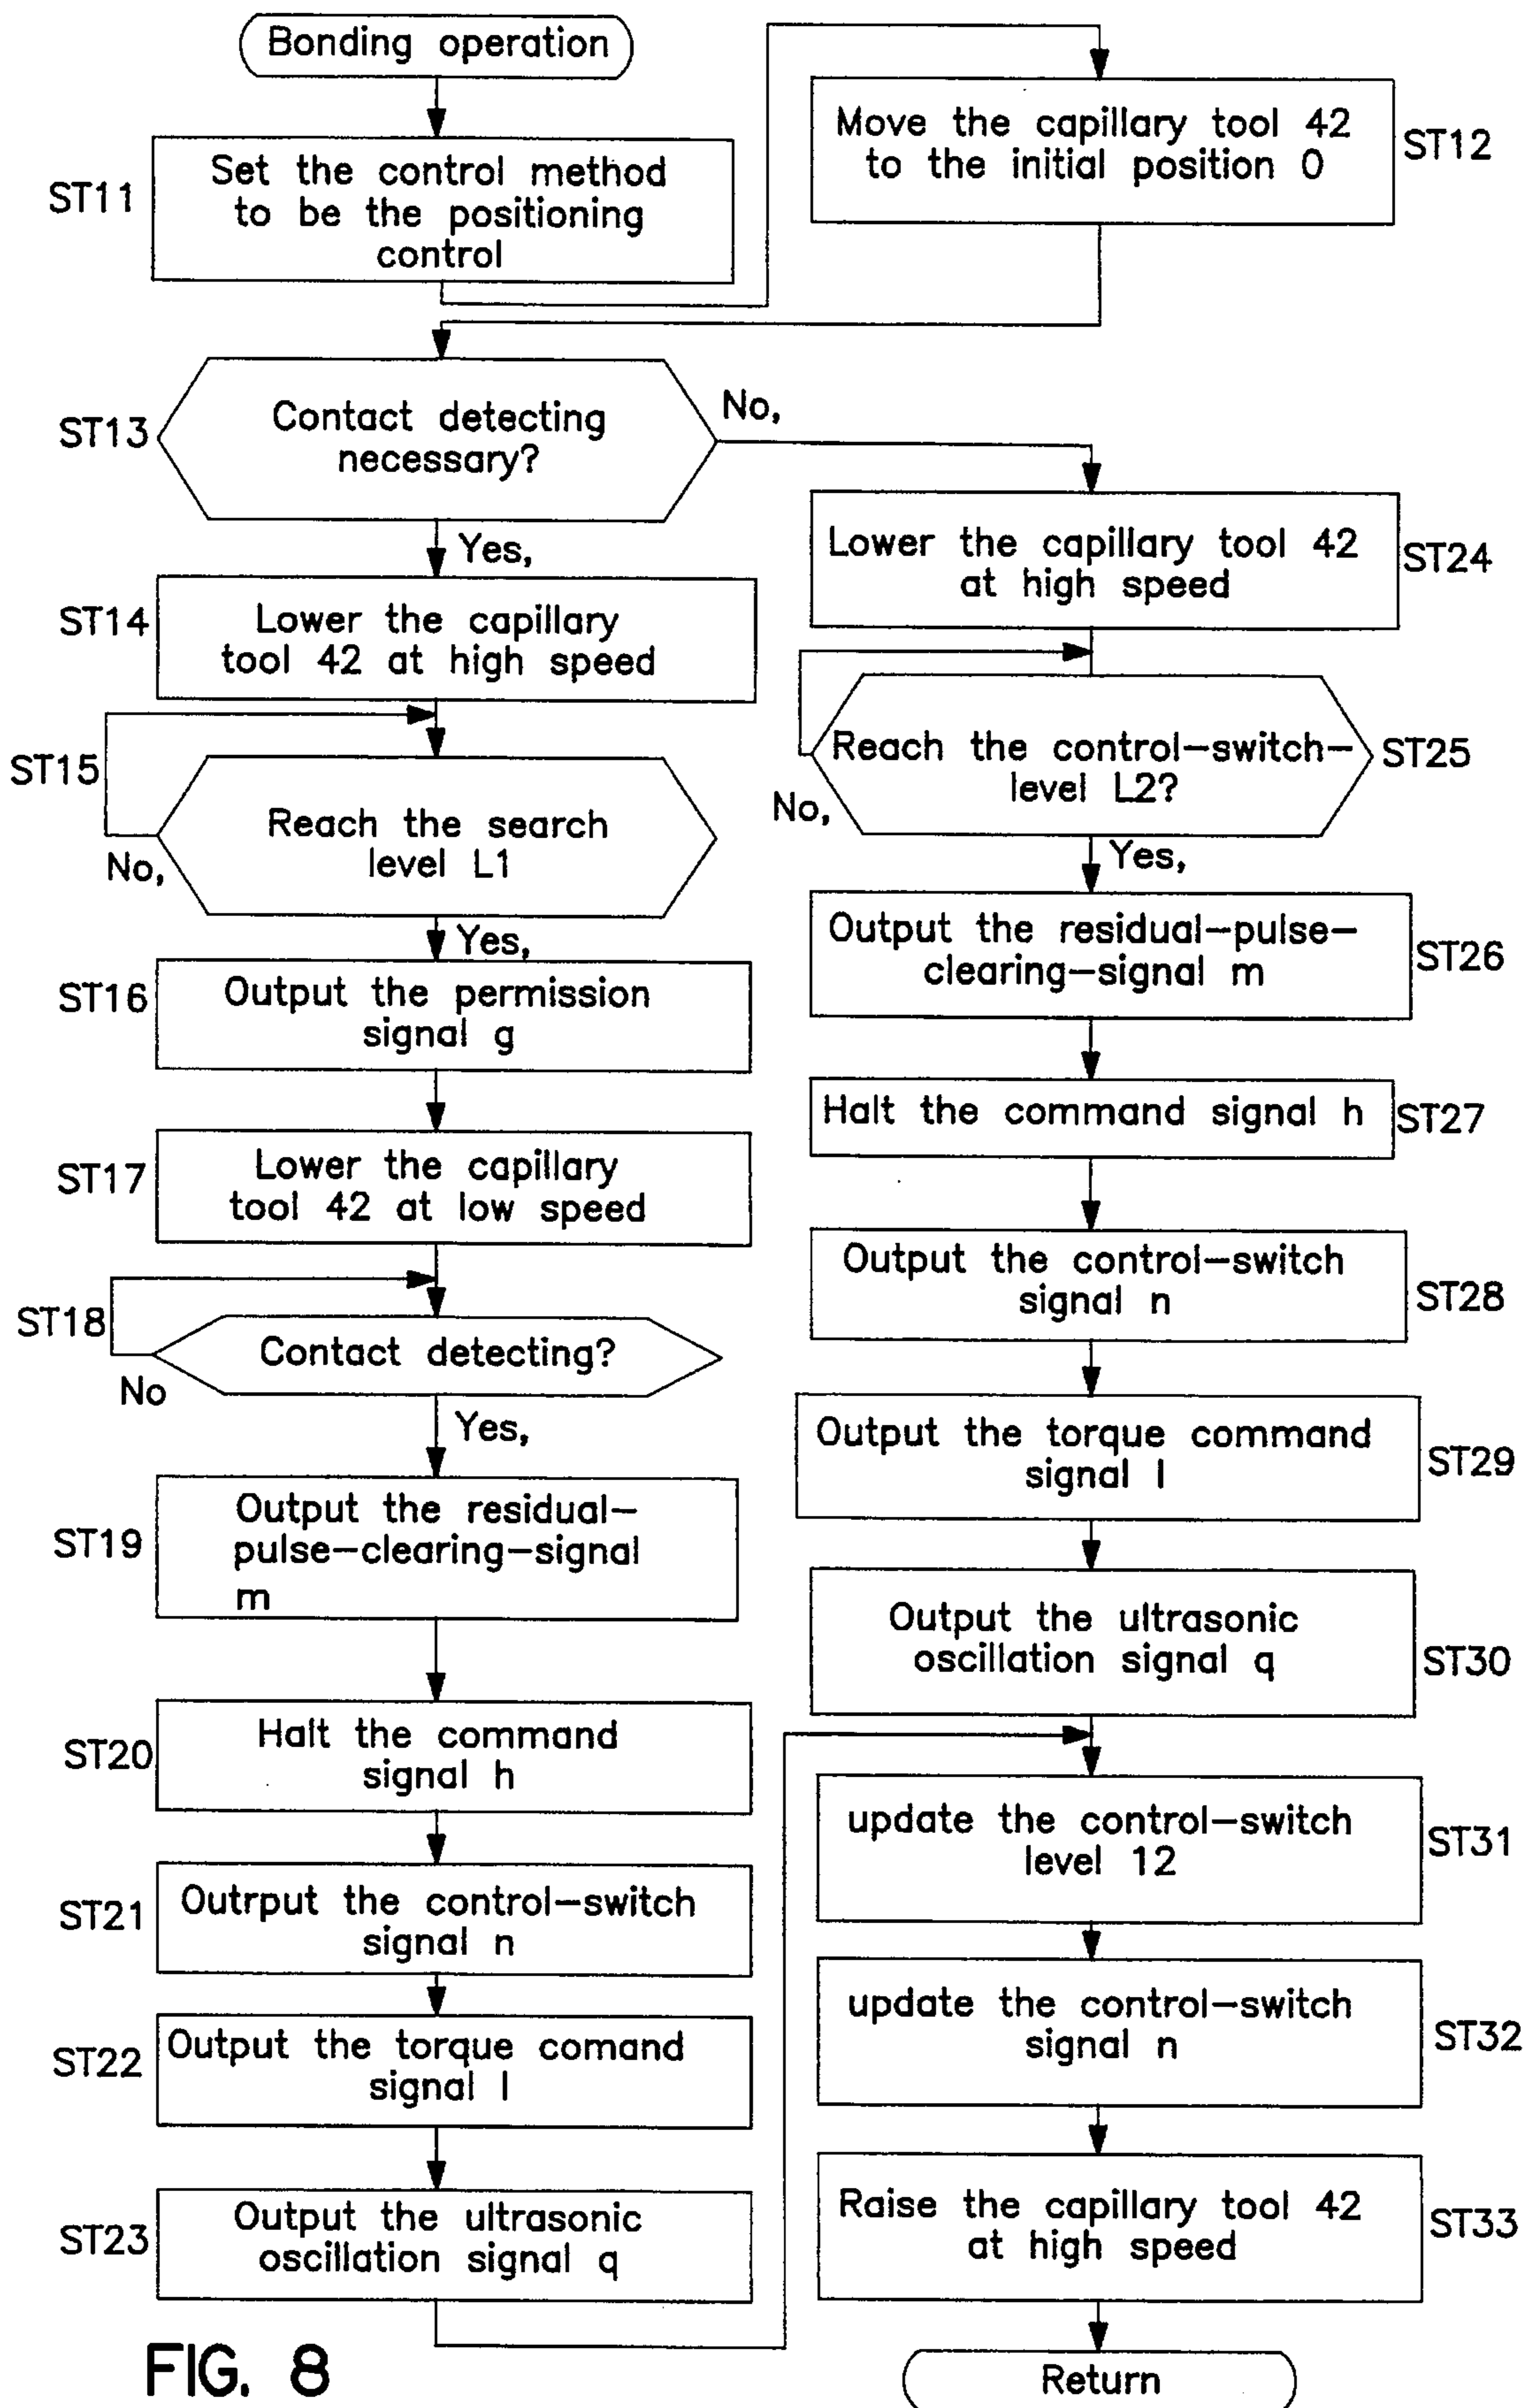 Bonding operation
ST11
Set the control method
to be the positioning
control
Move the capillary tool 42
to the initial position 0
ST12
ST13
Contact detecting
necessary?
No,
Yes,
ST14
Lower the capillary
tool 42 at high speed
ST15
Reach the search
level L1
No,
Yes,
ST16
Output the permission
signal g
ST17
Lower the capillary
tool 42 at low speed
ST18
Contact detecting?
No
Yes,
ST19
Output the residual-
pulse-clearing-signal
m
ST20
Halt the command
signal h
ST21
Outrput the control-switch
signal n
ST22
Output the torque comand
signal l
ST23
Output the ultrasonic
oscillation signal q
Lower the capillary tool 42
at high speed
ST24
Reach the control-switch-
level L2?
ST25
No,
Yes,
Output the residual-pulse-
clearing-signal m
ST26
Halt the command signal h
ST27
Output the control-switch
signal n
ST28
Output the torque command
signal l
ST29
Output the ultrasonic
oscillation signal q
ST30
update the control-switch
level 12
ST31
update the control-switch
signal n
ST32
Raise the capillary tool 42
at high speed
ST33
Return
FIG. 8